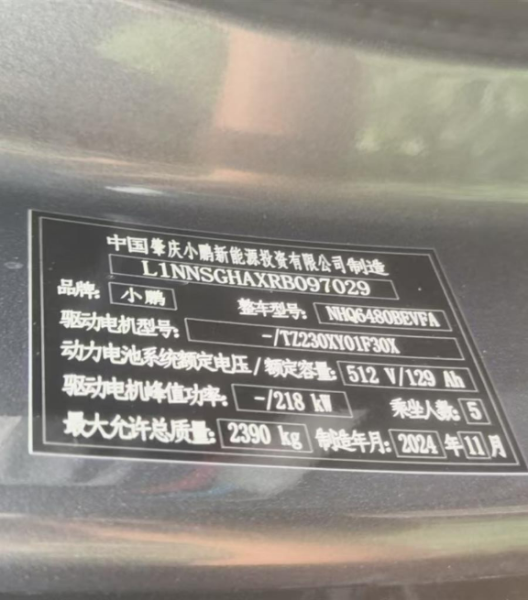 中国肇庆小鹏新能源投资有限公司制造
L1NNSGHAXRB097029
品牌: 小鹏 整车型号: NHQ6480BEVFA
驱动电机型号: -/TZ230XY01F30X
动力电池系统额定电压/额定容量: 512 V/129 Ah
驱动电机峰值功率: -/218 kW 乘坐人数: 5
最大允许总质量: 2390 kg 制造年月: 2024 年 11 月